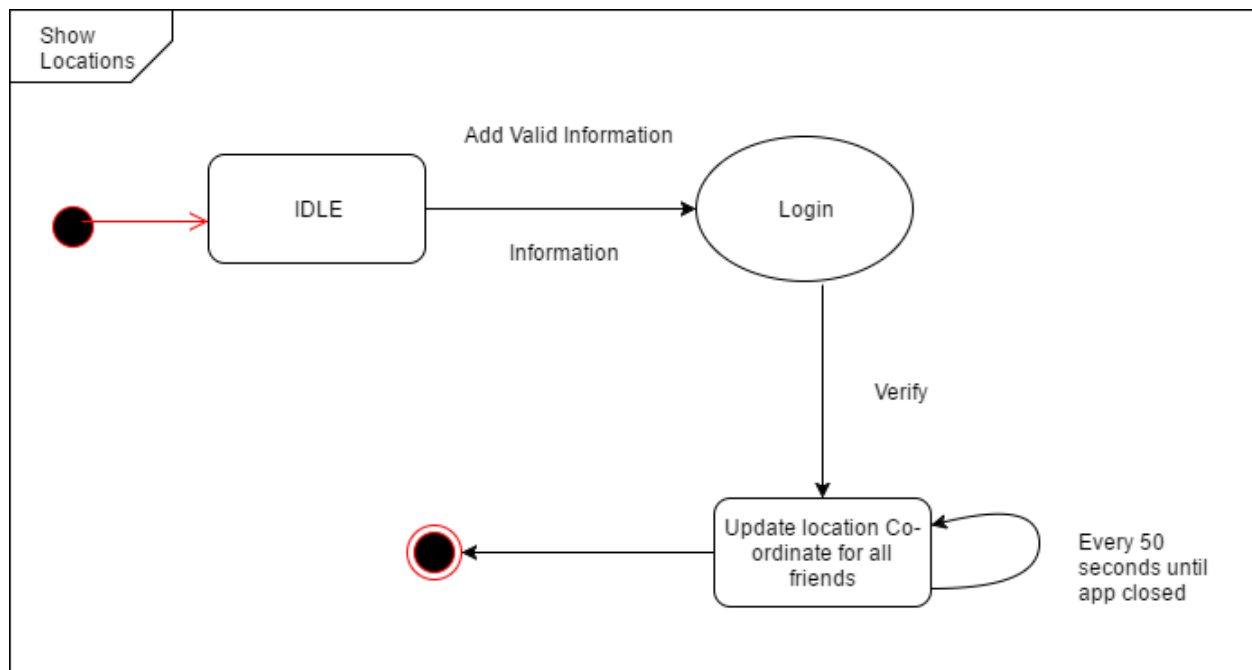 Show
Locations
Add Valid Information
IDLE
Login
Information
Verify
Update location Co-
ordinate for all
friends
Every 50
seconds until
app closed